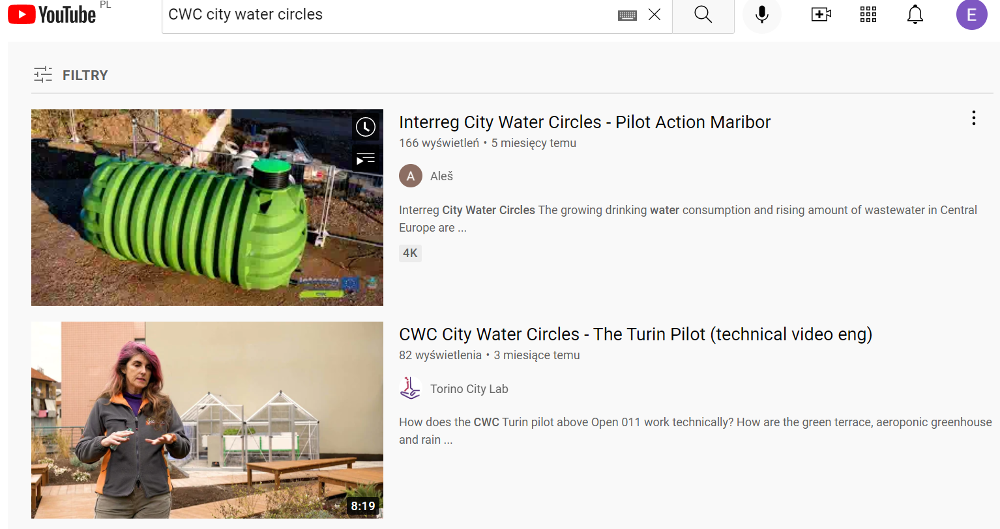 YouTube PL
CWC city water circles
E
FILTRY
Interreg City Water Circles - Pilot Action Maribor
166 wyświetleń • 5 miesięcy temu
A Aleš
Interreg City Water Circles The growing drinking water consumption and rising amount of wastewater in Central
Europe are ...
4K
Interreg
CWC City Water Circles - The Turin Pilot (technical video eng)
82 wyświetlenia • 3 miesiące temu
Torino City Lab
How does the CWC Turin pilot above Open 011 work technically? How are the green terrace, aeroponic greenhouse
and rain ...
8:19